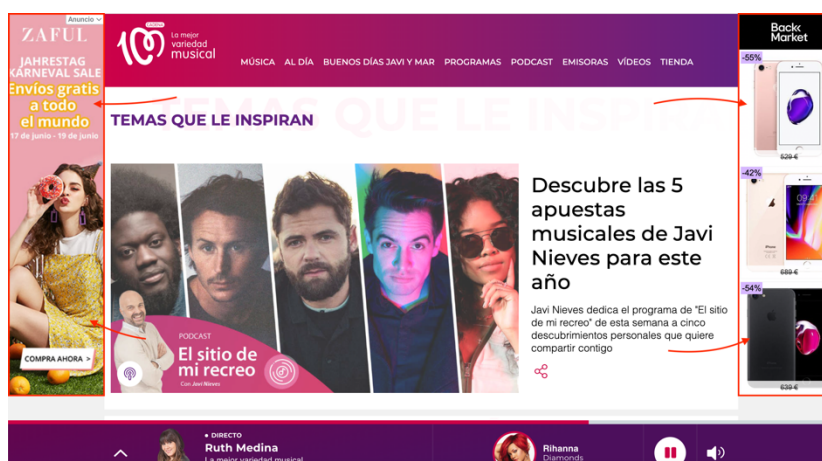 Anuncio
ZAFUL
JAHRESTAG
KARNEVAL SALE
Envíos gratis
a todo
el mundo
17 de junio - 19 de junio
COMPRA AHORA >
CADENA
100
La mejor
variedad
musical
MÚSICA AL DÍA BUENOS DÍAS JAVI Y MAR PROGRAMAS PODCAST EMISORAS VÍDEOS TIENDA
TEMAS QUE LE INSPIRA
TEMAS QUE LE INSPIRAN
PODCAST
El sitio de
mi recreo
Con Javi Nieves
Descubre las 5
apuestas
musicales de Javi
Nieves para este
año
Javi Nieves dedica el programa de "El sitio
de mi recreo" de esta semana a cinco
descubrimientos personales que quiere
compartir contigo
Back
Market
-55%
529 €
-42%
09:41
iPhone
689 €
-54%
639 €
DIRECTO
Ruth Medina
La mejor variedad musical
Rihanna
Diamonds